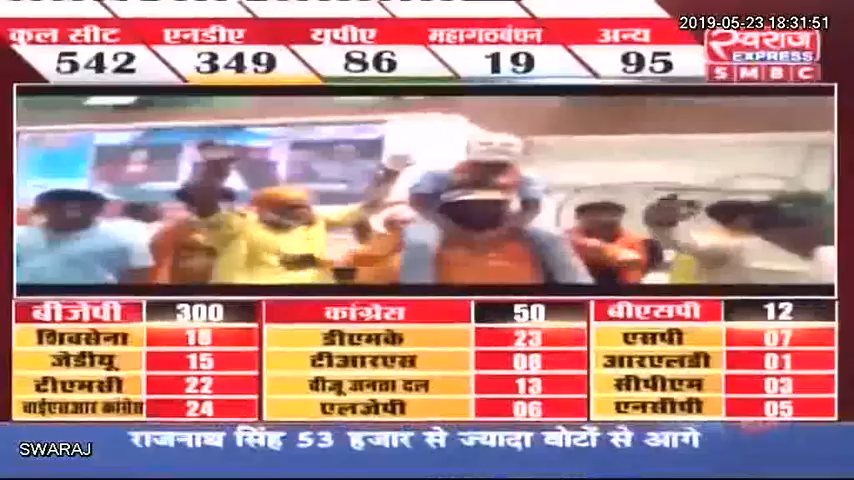 2019-05-23 18:31:51
कुल सीट एनडीए यूपीए महागठबंधन अन्य
542 349 86 19 95
स्वराज
EXPRESS
SMBC
बीजेपी 300 कांग्रेस 50 बीएसपी 12
शिवसेना 18 डीएमके 23 एसपी 07
जेडीयू 15 टीआरएस 08 आरएलडी 01
टीएमसी 22 बीजू जनता दल 13 सीपीएम 03
वाईएसआर कांग्रेस 24 एलजेपी 06 एनसीपी 05
राजनाथ सिंह 53 हजार से ज्यादा वोटों से आगे
SWARAJ